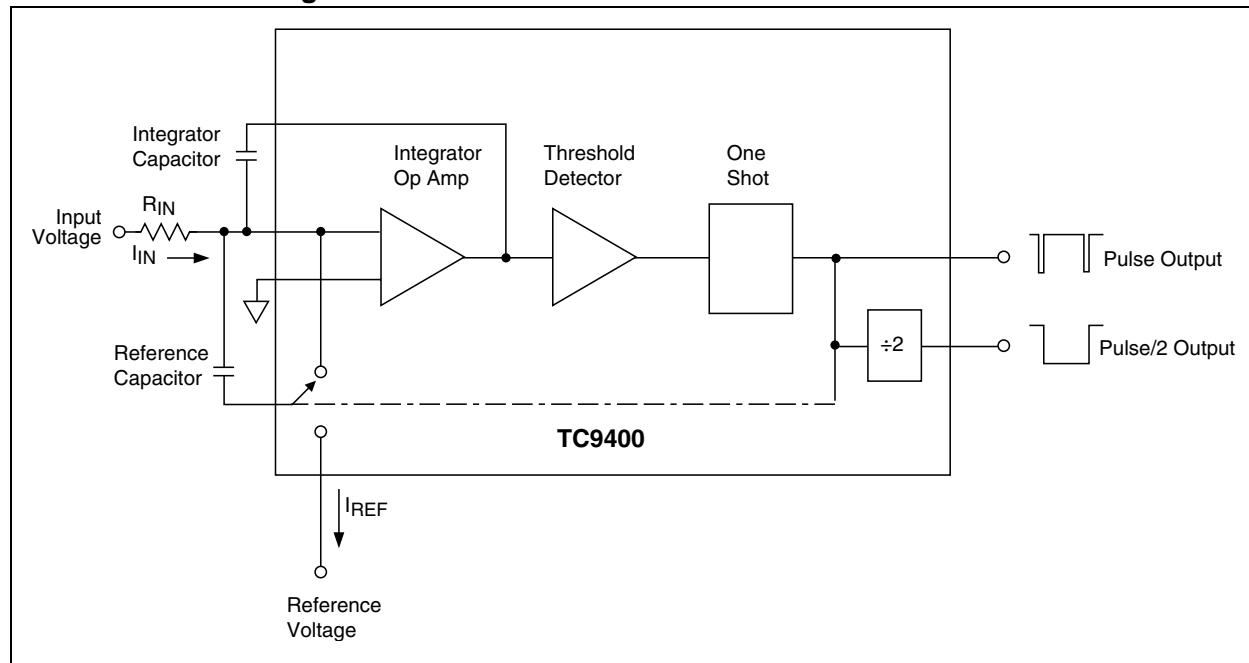 Integrator
Capacitor
Integrator
Op Amp
Threshold
Detector
One
Shot
Input
Voltage
RIN
IIN
Pulse Output
Reference
Capacitor
÷2
Pulse/2 Output
TC9400
IREF
Reference
Voltage